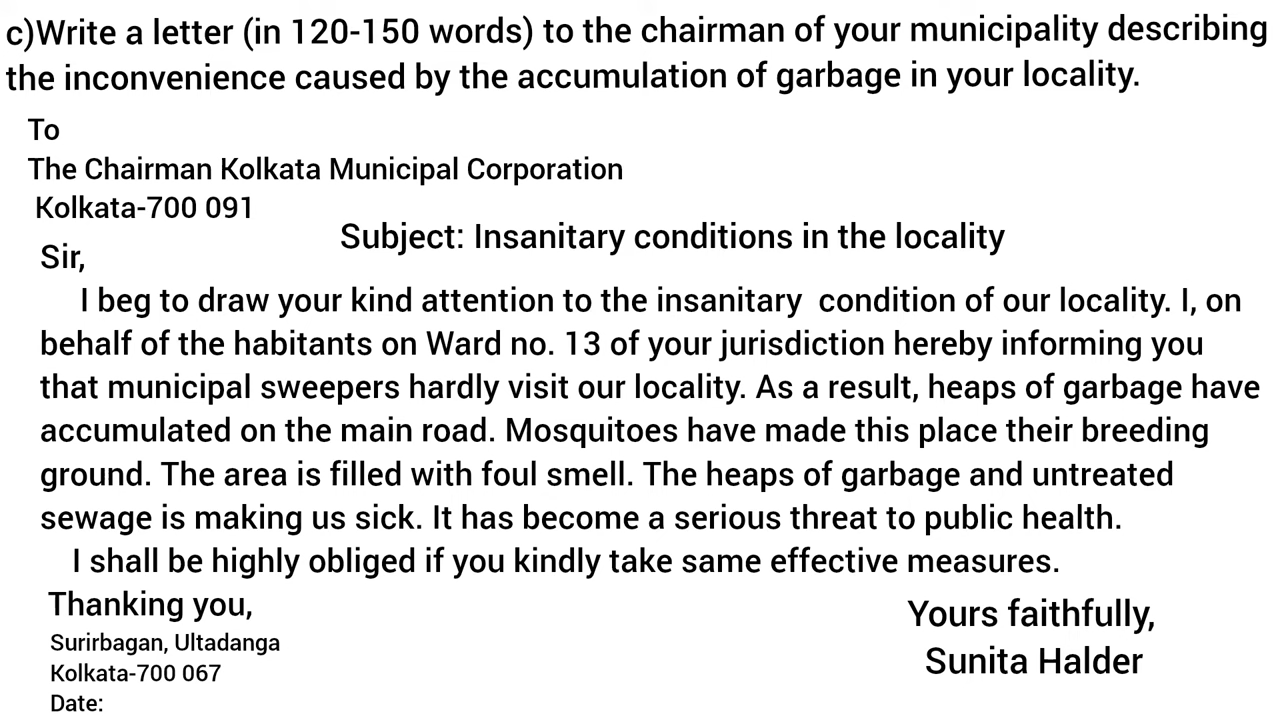 c)Write a letter (in 120-150 words) to the chairman of your municipality describing
the inconvenience caused by the accumulation of garbage in your locality.
To
The Chairman Kolkata Municipal Corporation
Kolkata-700 091
Subject: Insanitary conditions in the locality
Sir,
I beg to draw your kind attention to the insanitary condition of our locality. I, on
behalf of the habitants on Ward no. 13 of your jurisdiction hereby informing you
that municipal sweepers hardly visit our locality. As a result, heaps of garbage have
accumulated on the main road. Mosquitoes have made this place their breeding
ground. The area is filled with foul smell. The heaps of garbage and untreated
sewage is making us sick. It has become a serious threat to public health.
I shall be highly obliged if you kindly take same effective measures.
Thanking you,
Yours faithfully,
Sunita Halder
Surirbagan, Ultadanga
Kolkata-700 067
Date: